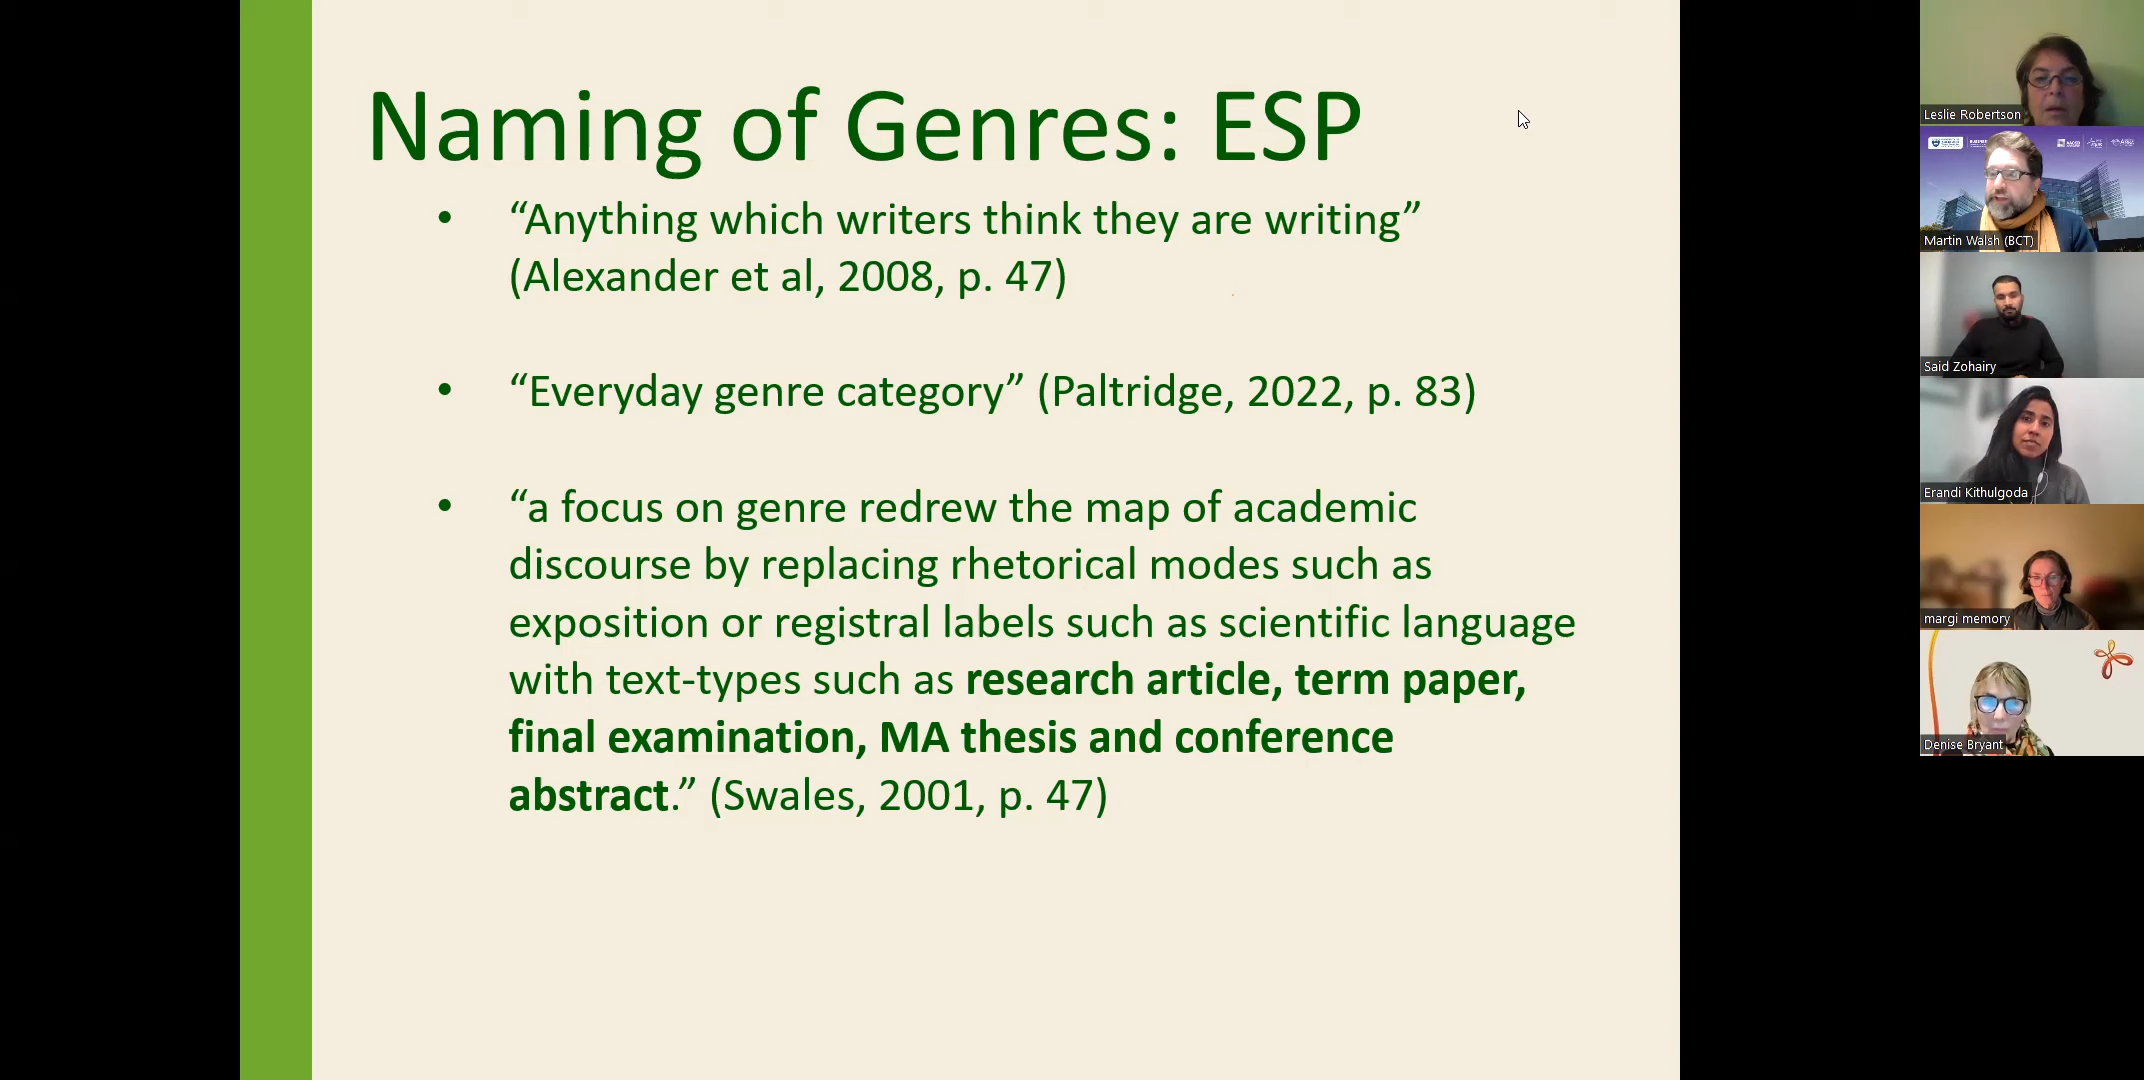 Naming of Genres: ESP
• “Anything which writers think they are writing”
(Alexander et al, 2008, p. 47)
• “Everyday genre category” (Paltridge, 2022, p. 83)
• “a focus on genre redrew the map of academic
discourse by replacing rhetorical modes such as
exposition or registral labels such as scientific language
with text-types such as research article, term paper,
final examination, MA thesis and conference
abstract.” (Swales, 2001, p. 47)
Leslie Robertson
Martin Walsh (BCT)
Said Zohairy
Erandi Kithulgoda
margi memory
Denise Bryant